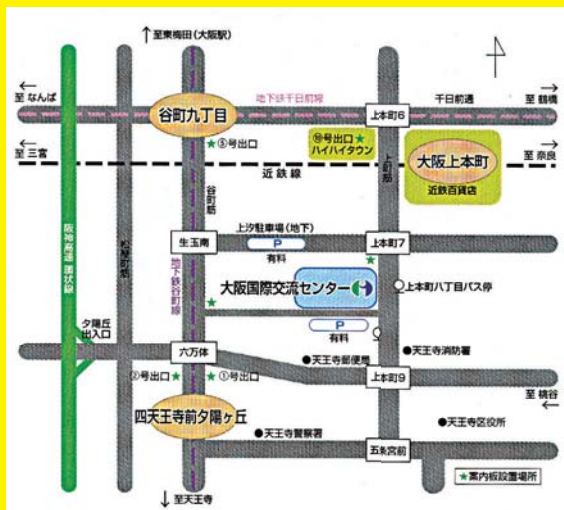 ↑至東梅田（大阪駅）
← 至 なんば
谷町九丁目
地下鉄千日前線
上本町6
千日前通
→ 至 鶴橋
★⑤号出口
⑭号出口★
ハイハイタウン
大阪上本町
近鉄百貨店
← 至 三宮
近鉄線
→ 至 奈良
谷町筋
上町筋
阪神高速 環状線
松屋町筋
生玉南
上汐駐車場（地下）
P
有料
上本町7
地下鉄谷町線
大阪国際交流センター
上本町八丁目バス停
P
有料
夕陽丘
出入口
六万体
●天王寺郵便局
●天王寺消防署
②号出口★
★①号出口
上本町9
至 桃谷 ←
四天王寺前夕陽ヶ丘
●天王寺警察署
●天王寺区役所
五条宮前
★案内板設置場所
↓至天王寺